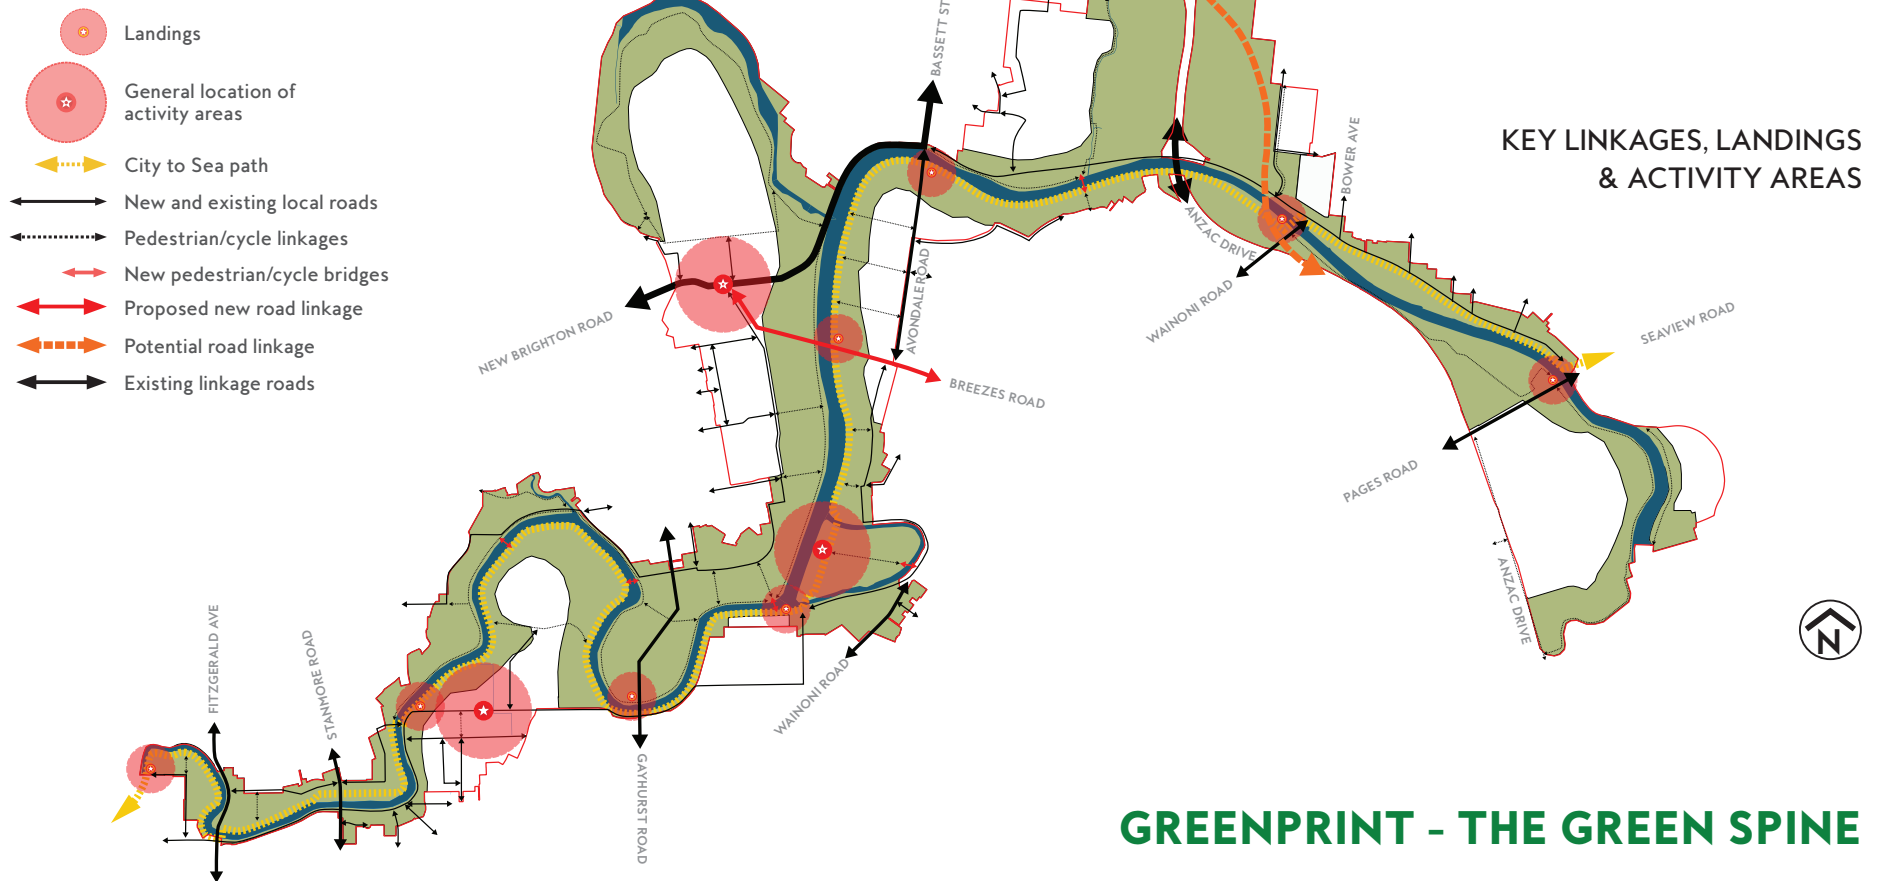 Landings
General location of
activity areas
City to Sea path
New and existing local roads
Pedestrian/cycle linkages
New pedestrian/cycle bridges
Proposed new road linkage
Potential road linkage
Existing linkage roads
KEY LINKAGES, LANDINGS
& ACTIVITY AREAS
BASSETT ST
BOWER AVE
ANZAC DRIVE
WAINONI ROAD
SEAVIEW ROAD
NEW BRIGHTON ROAD
AVONDALE ROAD
BREEZES ROAD
PAGES ROAD
ANZAC DRIVE
FITZGERALD AVE
STANMORE ROAD
WAINONI ROAD
GAYHURST ROAD
N
GREENPRINT - THE GREEN SPINE